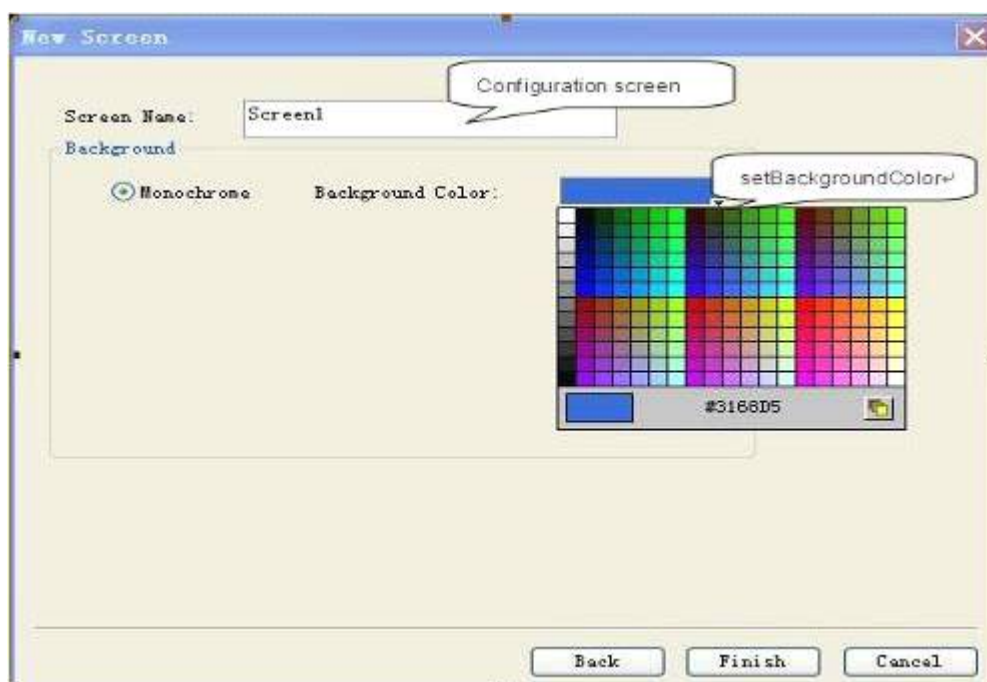 New Screen
Configuration screen
Screen Name:
Screen1
Background
Monochrome
Background Color:
setBackgroundColor↵
#3166D5
Back
Finish
Cancel